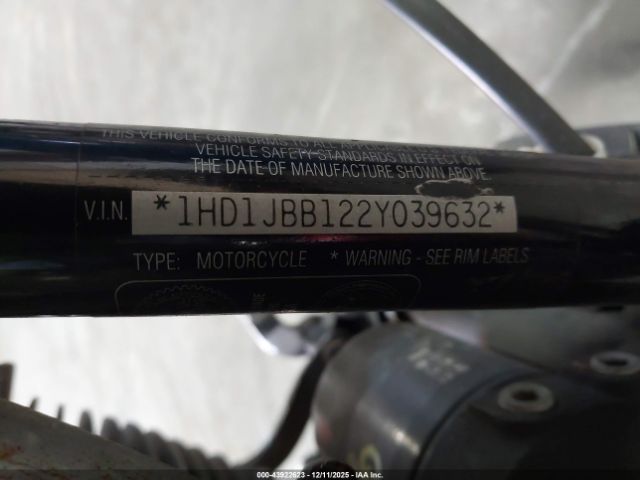 THIS VEHICLE CONFORMS TO ALL APPLICABLE
VEHICLE SAFETY STANDARDS IN EFFECT ON
THE DATE OF MANUFACTURE SHOWN ABOVE.
V.I.N. *1HD1JBB122Y039632*
TYPE: MOTORCYCLE * WARNING - SEE RIM LABELS
000-43922623 - 12/11/2025 - IAA Inc.